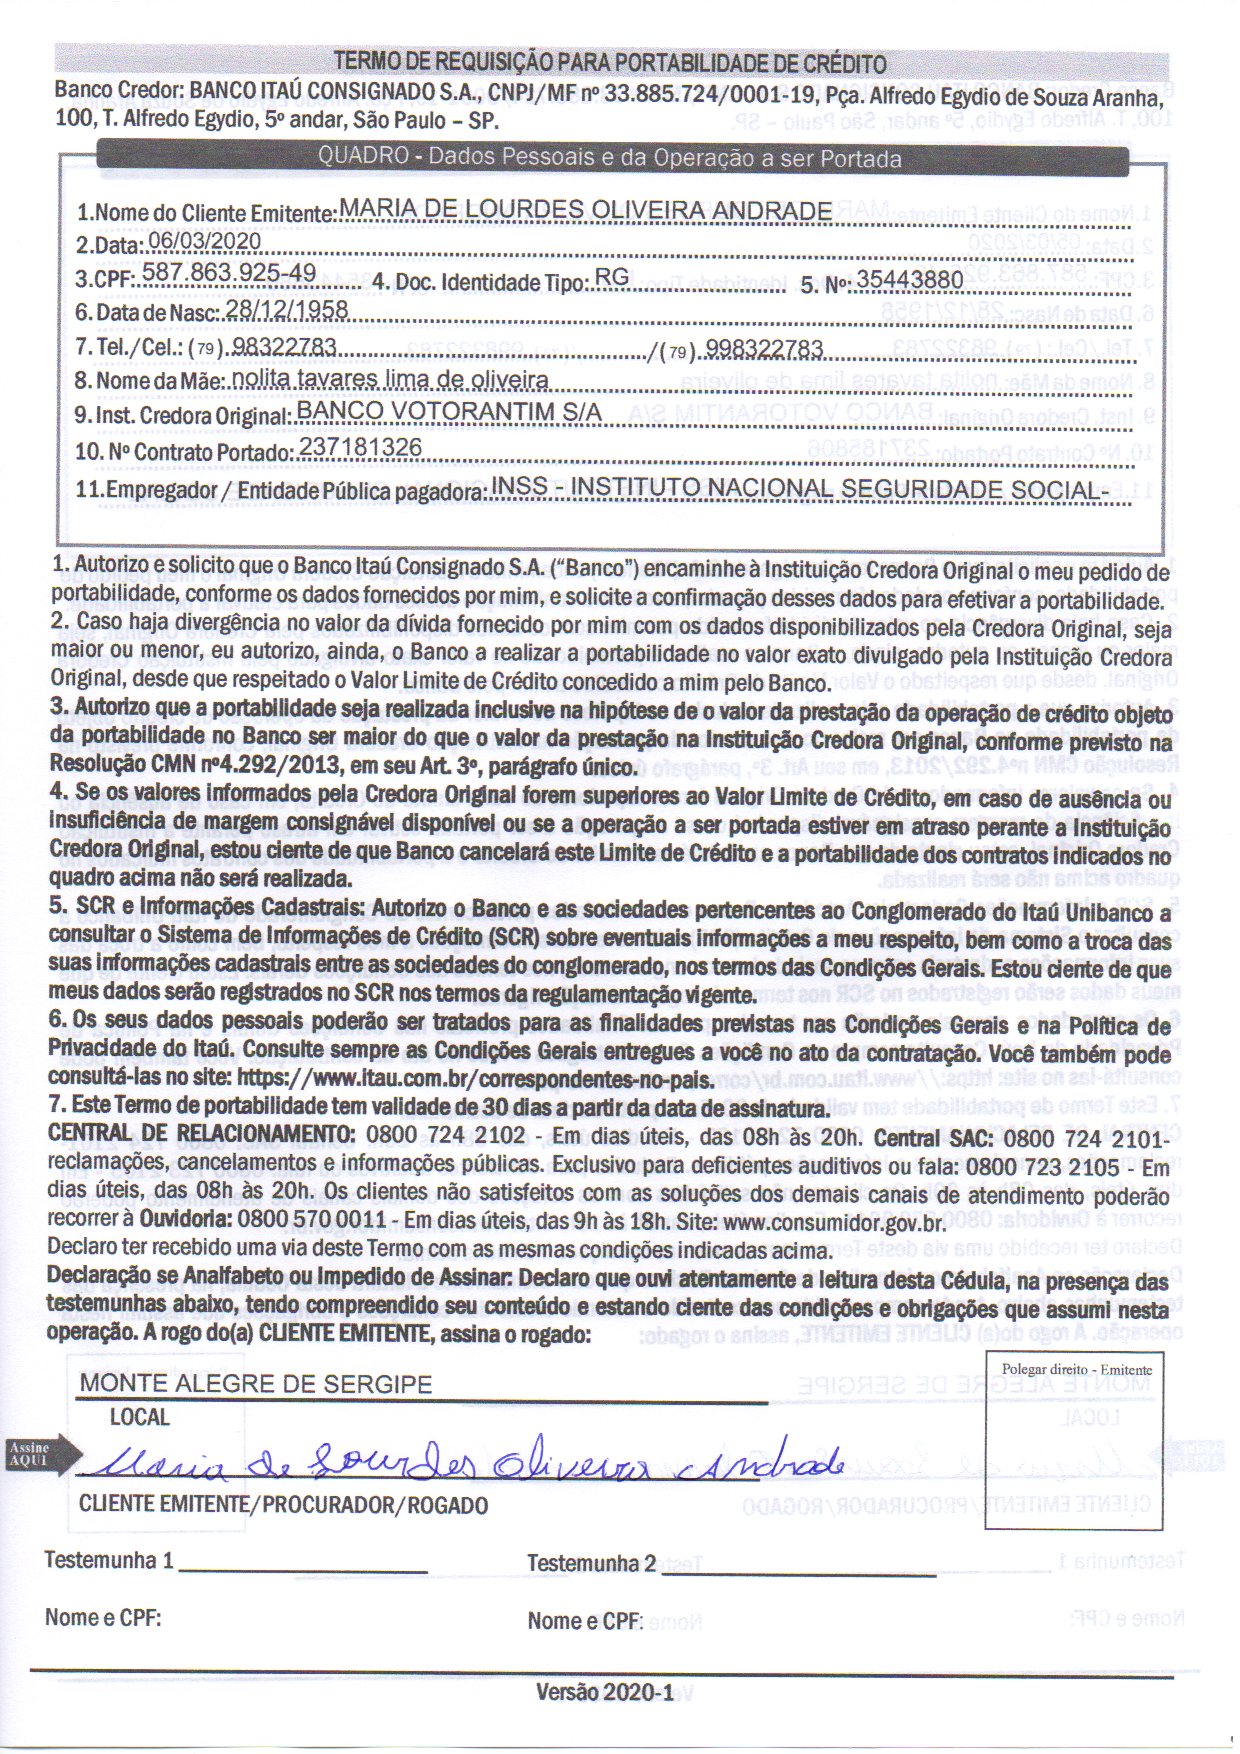 TERMO DE REQUISIÇÃO PARA PORTABILIDADE DE CRÉDITO
Banco Credor: BANCO ITAÚ CONSIGNADO S.A., CNPJ/MF nº 33.885.724/0001-19, Pça. Alfredo Egydio de Souza Aranha,
100, T. Alfredo Egydio, 5º andar, São Paulo – SP.
QUADRO - Dados Pessoais e da Operação a ser Portada
1.Nome do Cliente Emitente: MARIA DE LOURDES OLIVEIRA ANDRADE
2.Data: 06/03/2020
3.CPF: 587.863.925-49 4. Doc. Identidade Tipo: RG 5. Nº: 35443880
6. Data de Nasc: 28/12/1958
7. Tel./Cel.: (79) 98322783 /(79) 998322783
8. Nome da Mãe: nolita tavares lima de oliveira
9. Inst. Credora Original: BANCO VOTORANTIM S/A
10. Nº Contrato Portado: 237181326
11.Empregador / Entidade Pública pagadora: INSS - INSTITUTO NACIONAL SEGURIDADE SOCIAL-
1. Autorizo e solicito que o Banco Itaú Consignado S.A. (“Banco”) encaminhe à Instituição Credora Original o meu pedido de
portabilidade, conforme os dados fornecidos por mim, e solicite a confirmação desses dados para efetivar a portabilidade.
2. Caso haja divergência no valor da dívida fornecido por mim com os dados disponibilizados pela Credora Original, seja
maior ou menor, eu autorizo, ainda, o Banco a realizar a portabilidade no valor exato divulgado pela Instituição Credora
Original, desde que respeitado o Valor Limite de Crédito concedido a mim pelo Banco.
3. Autorizo que a portabilidade seja realizada inclusive na hipótese de o valor da prestação da operação de crédito objeto
da portabilidade no Banco ser maior do que o valor da prestação na Instituição Credora Original, conforme previsto na
Resolução CMN nº4.292/2013, em seu Art. 3º, parágrafo único.
4. Se os valores informados pela Credora Original forem superiores ao Valor Limite de Crédito, em caso de ausência ou
insuficiência de margem consignável disponível ou se a operação a ser portada estiver em atraso perante a Instituição
Credora Original, estou ciente de que Banco cancelará este Limite de Crédito e a portabilidade dos contratos indicados no
quadro acima não será realizada.
5. SCR e Informações Cadastrais: Autorizo o Banco e as sociedades pertencentes ao Conglomerado do Itaú Unibanco a
consultar o Sistema de Informações de Crédito (SCR) sobre eventuais informações a meu respeito, bem como a troca das
suas informações cadastrais entre as sociedades do conglomerado, nos termos das Condições Gerais. Estou ciente de que
meus dados serão registrados no SCR nos termos da regulamentação vigente.
6. Os seus dados pessoais poderão ser tratados para as finalidades previstas nas Condições Gerais e na Política de
Privacidade do Itaú. Consulte sempre as Condições Gerais entregues a você no ato da contratação. Você também pode
consultá-las no site: https://www.itau.com.br/correspondentes-no-pais.
7. Este Termo de portabilidade tem validade de 30 dias a partir da data de assinatura.
CENTRAL DE RELACIONAMENTO: 0800 724 2102 - Em dias úteis, das 08h às 20h. Central SAC: 0800 724 2101-
reclamações, cancelamentos e informações públicas. Exclusivo para deficientes auditivos ou fala: 0800 723 2105 - Em
dias úteis, das 08h às 20h. Os clientes não satisfeitos com as soluções dos demais canais de atendimento poderão
recorrer à Ouvidoria: 0800 570 0011 - Em dias úteis, das 9h às 18h. Site: www.consumidor.gov.br.
Declaro ter recebido uma via deste Termo com as mesmas condições indicadas acima.
Declaração se Analfabeto ou Impedido de Assinar: Declaro que ouvi atentamente a leitura desta Cédula, na presença das
testemunhas abaixo, tendo compreendido seu conteúdo e estando ciente das condições e obrigações que assumi nesta
operação. A rogo do(a) CLIENTE EMITENTE, assina o rogado:
Polegar direito - Emitente
MONTE ALEGRE DE SERGIPE
LOCAL
Assine
AQUI
Maria de Lourdes Oliveira Andrade
CLIENTE EMITENTE/PROCURADOR/ROGADO
Testemunha 1 Testemunha 2
Nome e CPF: Nome e CPF:
Versão 2020-1